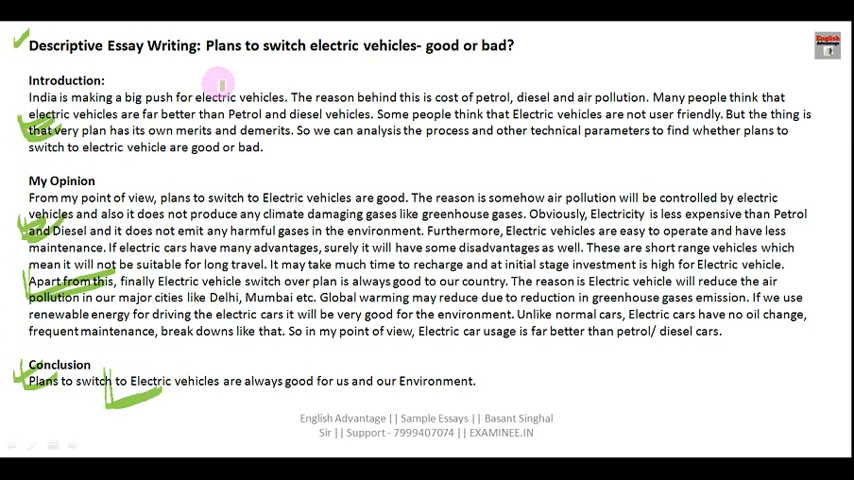 Descriptive Essay Writing: Plans to switch electric vehicles- good or bad?
English
Advantage
Introduction:
India is making a big push for electric vehicles. The reason behind this is cost of petrol, diesel and air pollution. Many people think that
electric vehicles are far better than Petrol and diesel vehicles. Some people think that Electric vehicles are not user friendly. But the thing is
that very plan has its own merits and demerits. So we can analysis the process and other technical parameters to find whether plans to
switch to electric vehicle are good or bad.
My Opinion
From my point of view, plans to switch to Electric vehicles are good. The reason is somehow air pollution will be controlled by electric
vehicles and also it does not produce any climate damaging gases like greenhouse gases. Obviously, Electricity is less expensive than Petrol
and Diesel and it does not emit any harmful gases in the environment. Furthermore, Electric vehicles are easy to operate and have less
maintenance. If electric cars have many advantages, surely it will have some disadvantages as well. These are short range vehicles which
mean it will not be suitable for long travel. It may take much time to recharge and at initial stage investment is high for Electric vehicle.
Apart from this, finally Electric vehicle switch over plan is always good to our country. The reason is Electric vehicle will reduce the air
pollution in our major cities like Delhi, Mumbai etc. Global warming may reduce due to reduction in greenhouse gases emission. If we use
renewable energy for driving the electric cars it will be very good for the environment. Unlike normal cars, Electric cars have no oil change,
frequent maintenance, break downs like that. So in my point of view, Electric car usage is far better than petrol/ diesel cars.
Conclusion
Plans to switch to Electric vehicles are always good for us and our Environment.
English Advantage || Sample Essays || Basant Singhal
Sir || Support - 7999407074 || EXAMINEE.IN